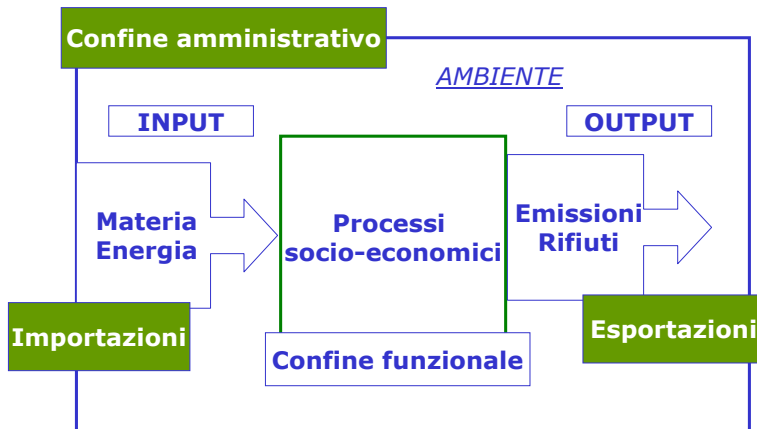 Confine amministrativo
AMBIENTE
INPUT
OUTPUT
Materia
Energia
Processi
socio-economici
Emissioni
Rifiuti
Importazioni
Esportazioni
Confine funzionale